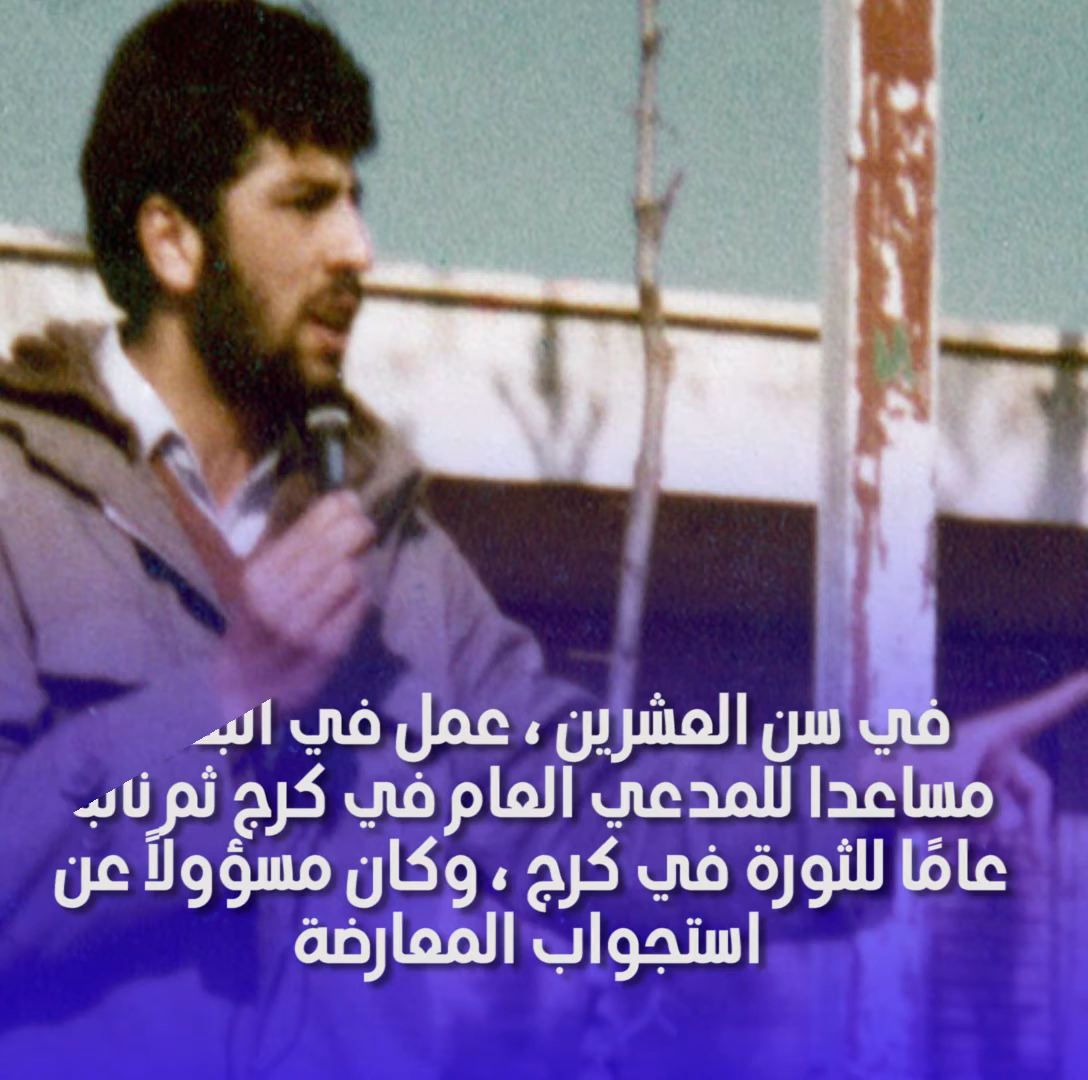 في سن العشرين ، عمل في
مساعدا للمدعي العام في كرج ثم
عامًا للثورة في كرج ، وكان مسؤولاً عن
استجواب المعارضة